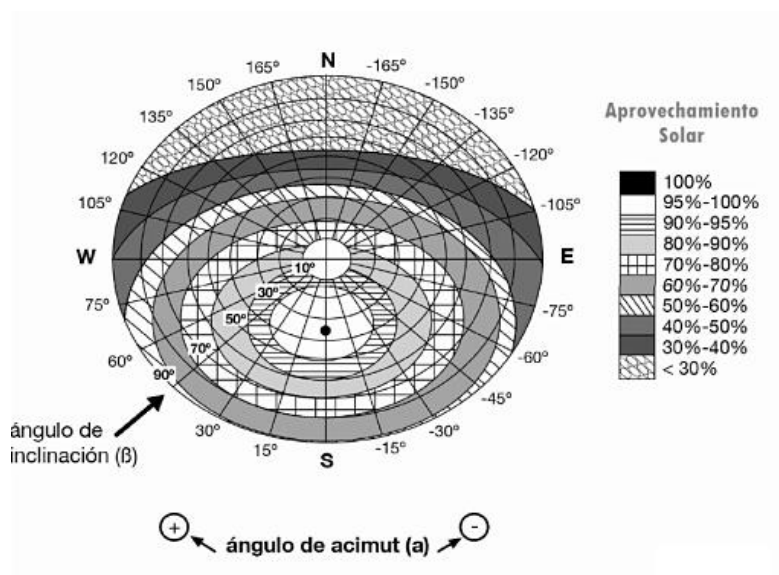 N
165º
-165º
150º
-150º
135º
-135º
120º
-120º
105º
-105º
W
E
75º
-75º
60º
-60º
-45º
30º
-30º
15º
-15º
S
10º
30º
50º
70º
90º
ángulo de
inclinación (ß)
+
ángulo de acimut (a)
-
Aprovechamiento
Solar
100%
95%-100%
90%-95%
80%-90%
70%-80%
60%-70%
50%-60%
40%-50%
30%-40%
< 30%